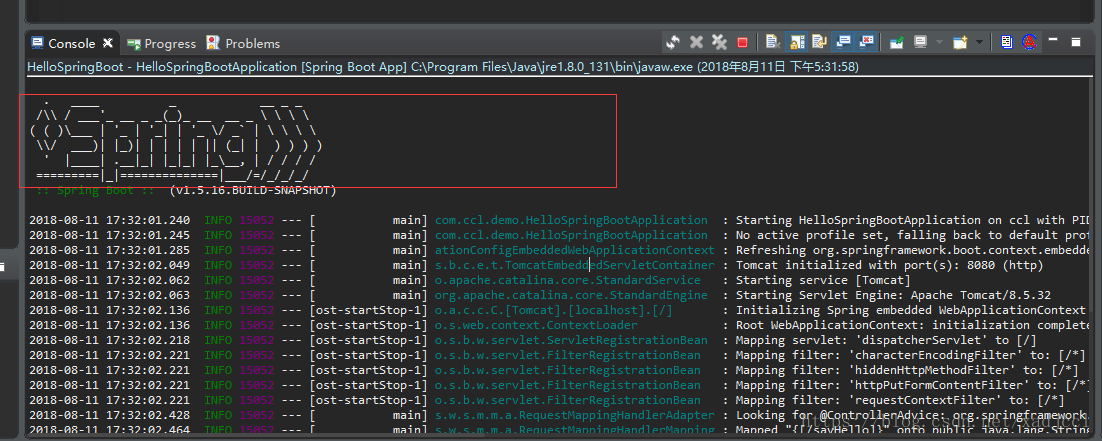 Console Progress Problems
HelloSpringBoot - HelloSpringBootApplication [Spring Boot App] C:\Program Files\Java\jre1.8.0_131\bin\javaw.exe (2018年8月11日 下午5:31:58)
  .   ____          _            __ _ _
 /\\ / ___'_ __ _ _(_)_ __  __ _ \ \ \ \
( ( )\___ | '_ | '_| | '_ \/ _` | \ \ \ \
 \\/  ___)| |_)| | | | | || (_| |  ) ) ) )
  '  |____| .__|_| |_|_| |_\__, | / / / /
 =========|_|==============|___/=/_/_/_/
:: Spring Boot :: (v1.5.16.BUILD-SNAPSHOT)
2018-08-11 17:32:01.240 INFO 15052 --- [ main] com.ccl.demo.HelloSpringBootApplication : Starting HelloSpringBootApplication on ccl with PID
2018-08-11 17:32:01.245 INFO 15052 --- [ main] com.ccl.demo.HelloSpringBootApplication : No active profile set, falling back to default prof
2018-08-11 17:32:01.285 INFO 15052 --- [ main] ationConfigEmbeddedWebApplicationContext : Refreshing org.springframework.boot.context.embedde
2018-08-11 17:32:02.049 INFO 15052 --- [ main] s.b.c.e.t.TomcatEmbeddedServletContainer : Tomcat initialized with port(s): 8080 (http)
2018-08-11 17:32:02.062 INFO 15052 --- [ main] o.apache.catalina.core.StandardService : Starting service [Tomcat]
2018-08-11 17:32:02.063 INFO 15052 --- [ main] org.apache.catalina.core.StandardEngine : Starting Servlet Engine: Apache Tomcat/8.5.32
2018-08-11 17:32:02.136 INFO 15052 --- [ost-startStop-1] o.a.c.c.C.[Tomcat].[localhost].[/] : Initializing Spring embedded WebApplicationContext
2018-08-11 17:32:02.136 INFO 15052 --- [ost-startStop-1] o.s.web.context.ContextLoader : Root WebApplicationContext: initialization complete
2018-08-11 17:32:02.218 INFO 15052 --- [ost-startStop-1] o.s.b.w.servlet.ServletRegistrationBean : Mapping servlet: 'dispatcherServlet' to [/]
2018-08-11 17:32:02.221 INFO 15052 --- [ost-startStop-1] o.s.b.w.servlet.FilterRegistrationBean : Mapping filter: 'characterEncodingFilter' to: [/*]
2018-08-11 17:32:02.221 INFO 15052 --- [ost-startStop-1] o.s.b.w.servlet.FilterRegistrationBean : Mapping filter: 'hiddenHttpMethodFilter' to: [/*]
2018-08-11 17:32:02.221 INFO 15052 --- [ost-startStop-1] o.s.b.w.servlet.FilterRegistrationBean : Mapping filter: 'httpPutFormContentFilter' to: [/*]
2018-08-11 17:32:02.221 INFO 15052 --- [ost-startStop-1] o.s.b.w.servlet.FilterRegistrationBean : Mapping filter: 'requestContextFilter' to: [/*]
2018-08-11 17:32:02.428 INFO 15052 --- [ main] s.w.s.m.m.a.RequestMappingHandlerAdapter : Looking for @ControllerAdvice: org.springframework.
2018-08-11 17:32:02.464 INFO 15052 --- [ main] s.w.s.m.m.a.RequestMappingHandlerMapping : Mapped "{[/sayHello]}" onto public java.lang.String